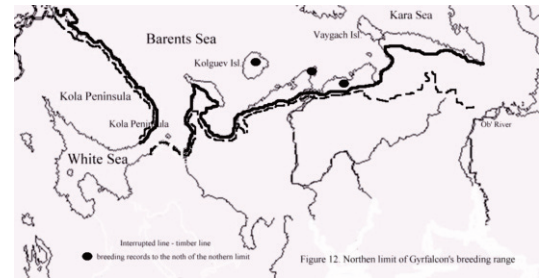 Kara Sea
Barents Sea
Vaygach Isl.
Kolguev Isl.
Kola Peninsula
Kola Peninsula
Ob' River
White Sea
Interrupted line - timber line
breeding records to the noth of the nothern limit
Figure 12. Northen limit of Gyrfalcon's breeding range